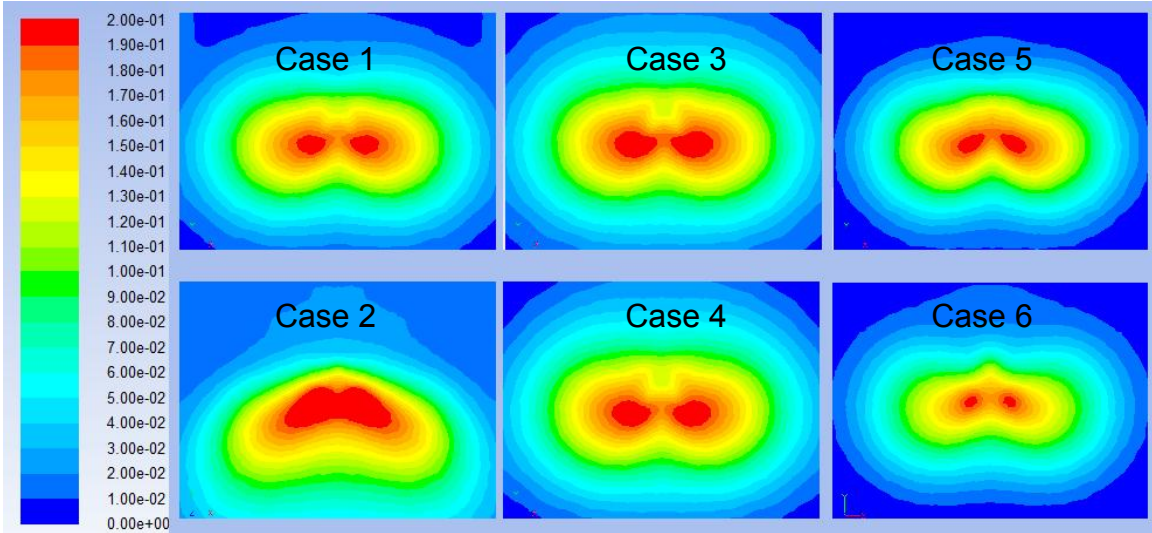 2.00e-01
1.90e-01
1.80e-01
1.70e-01
1.60e-01
1.50e-01
1.40e-01
1.30e-01
1.20e-01
1.10e-01
1.00e-01
9.00e-02
8.00e-02
7.00e-02
6.00e-02
5.00e-02
4.00e-02
3.00e-02
2.00e-02
1.00e-02
0.00e+00
Case 1
Case 3
Case 5
Case 2
Case 4
Case 6